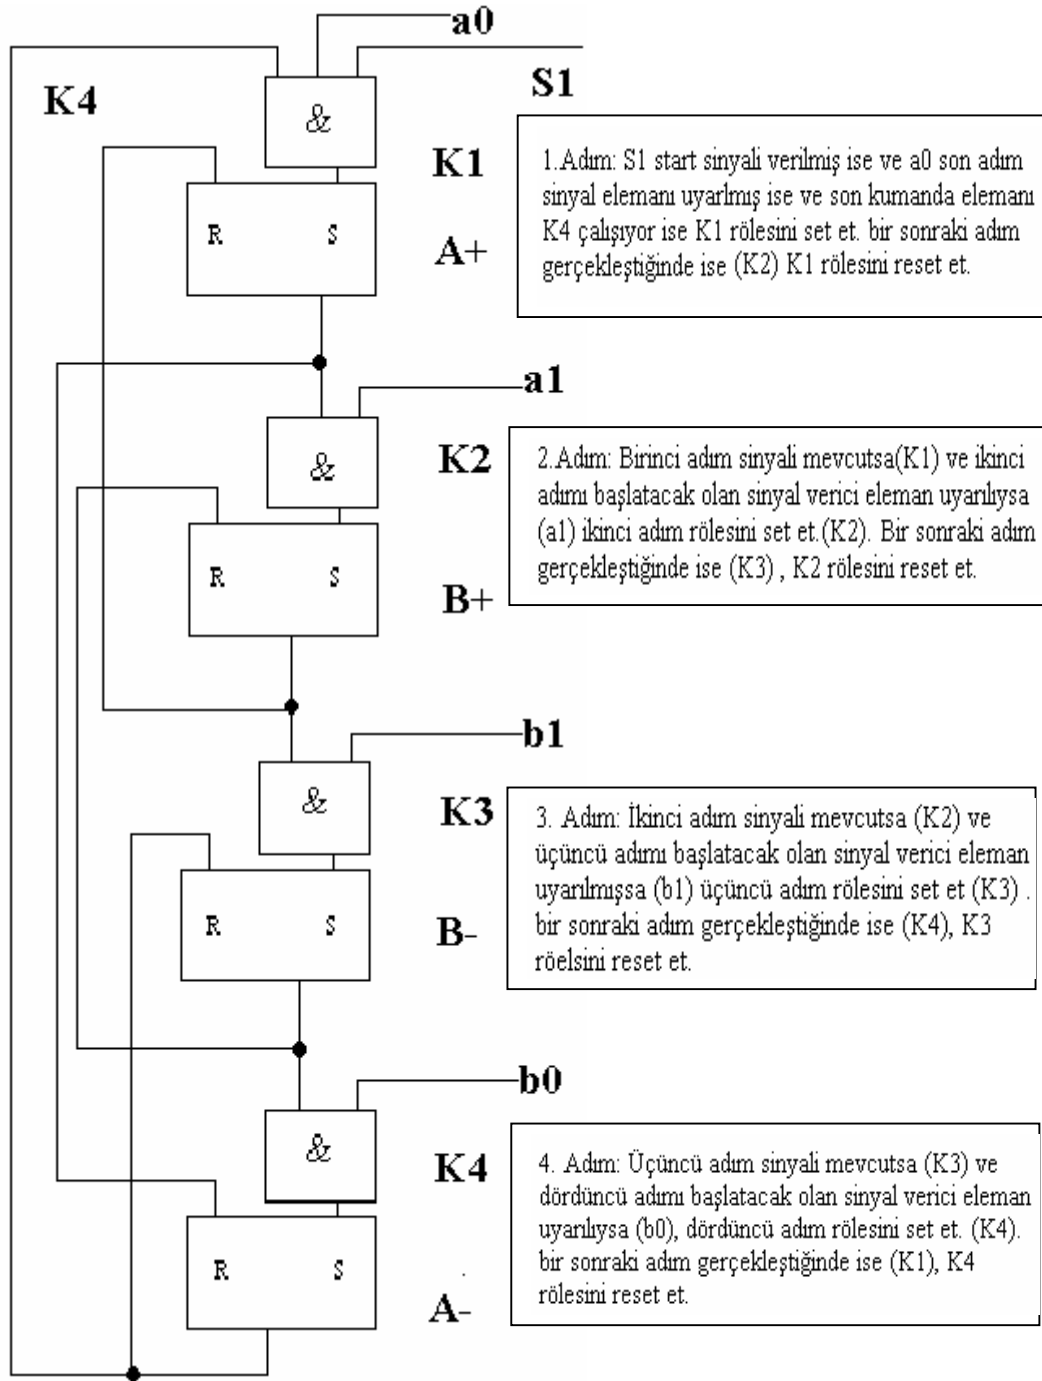 a0
K4
S1
&
K1
R S
A+
1.Adım: S1 start sinyali verilmiş ise ve a0 son adım
sinyal elemanı uyarlmış ise ve son kumanda elemanı
K4 çalışıyor ise K1 rölesini set et. bir sonraki adım
gerçekleştiğinde ise (K2) K1 rölesini reset et.
a1
&
K2
R S
B+
2.Adım: Birinci adım sinyali mevcutsa(K1) ve ikinci
adımı başlatacak olan sinyal verici eleman uyarılıysa
(a1) ikinci adım rölesini set et.(K2). Bir sonraki adım
gerçekleştiğinde ise (K3) , K2 rölesini reset et.
b1
&
K3
R S
B-
3. Adım: İkinci adım sinyali mevcutsa (K2) ve
üçüncü adımı başlatacak olan sinyal verici eleman
uyarılmışsa (b1) üçüncü adım rölesini set et (K3) .
bir sonraki adım gerçekleştiğinde ise (K4), K3
röelsini reset et.
b0
&
K4
R S
A-
4. Adım: Üçüncü adım sinyali mevcutsa (K3) ve
dördüncü adımı başlatacak olan sinyal verici eleman
uyarılıysa (b0), dördüncü adım rölesini set et. (K4).
bir sonraki adım gerçekleştiğinde ise (K1), K4
rölesini reset et.